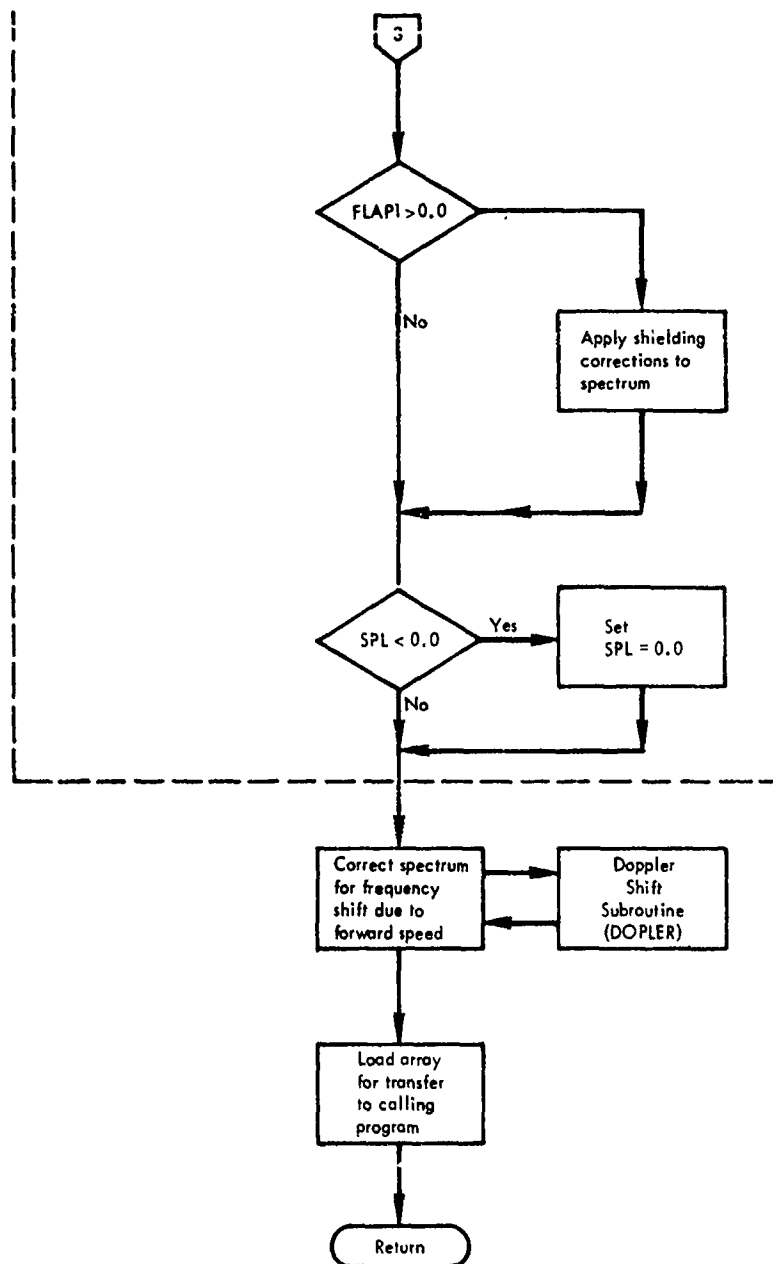 FLAP1 > 0.0
No
Apply shielding
corrections to
spectrum
SPL < 0.0
Yes
Set
SPL = 0.0
No
Correct spectrum
for frequency
shift due to
forward speed
Doppler
Shift
Subroutine
(DOPLER)
Load array
for transfer
to calling
program
Return